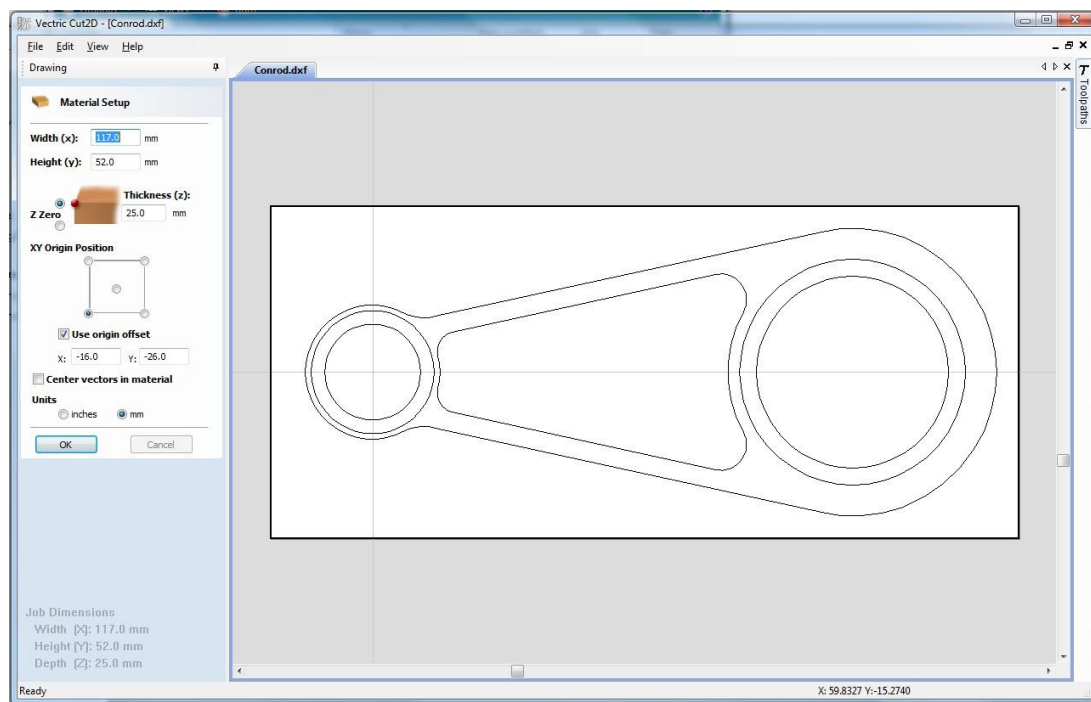 Vectric Cut2D - [Conrod.dxf]
File Edit View Help
Drawing
Conrod.dxf
Toolpaths
Material Setup
Width (x): 117.0 mm
Height (y): 52.0 mm
Thickness (z):
Z Zero 25.0 mm
XY Origin Position
Use origin offset
X: -16.0 Y: -26.0
Center vectors in material
Units
inches mm
OK Cancel
Job Dimensions
Width [X]: 117.0 mm
Height [Y]: 52.0 mm
Depth [Z]: 25.0 mm
Ready X: 59.8327 Y:-15.2740